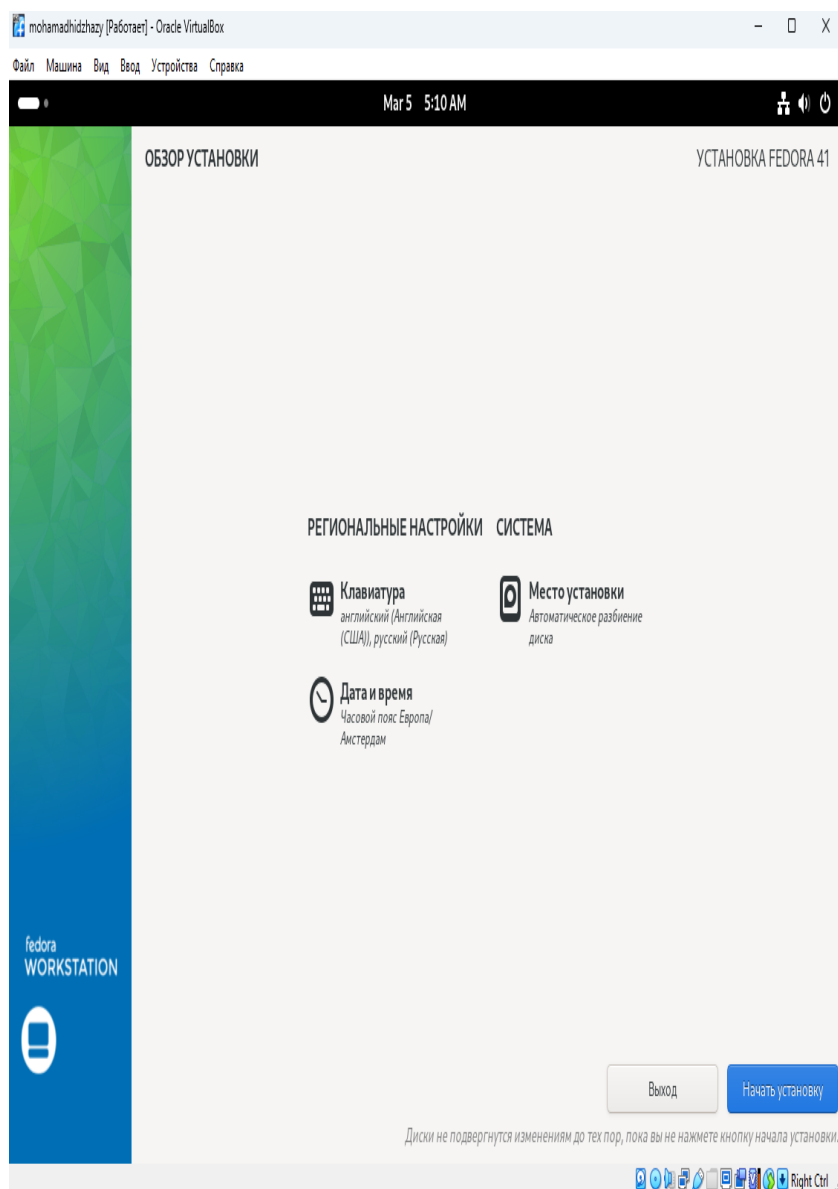 mohamadhidzhazy [Работает] - Oracle VirtualBox
Файл Машина Вид Ввод Устройства Справка
Mar 5 5:10 AM
ОБЗОР УСТАНОВКИ
УСТАНОВКА FEDORA 41
РЕГИОНАЛЬНЫЕ НАСТРОЙКИ
Клавиатура
английский (Английская
(США)), русский (Русская)
Дата и время
Часовой пояс Европа/
Амстердам
СИСТЕМА
Место установки
Автоматическое разбиение
диска
fedora
WORKSTATION
Выход
Начать установку
Диски не подвергнутся изменениям до тех пор, пока вы не нажмете кнопку начала установки.
Right Ctrl